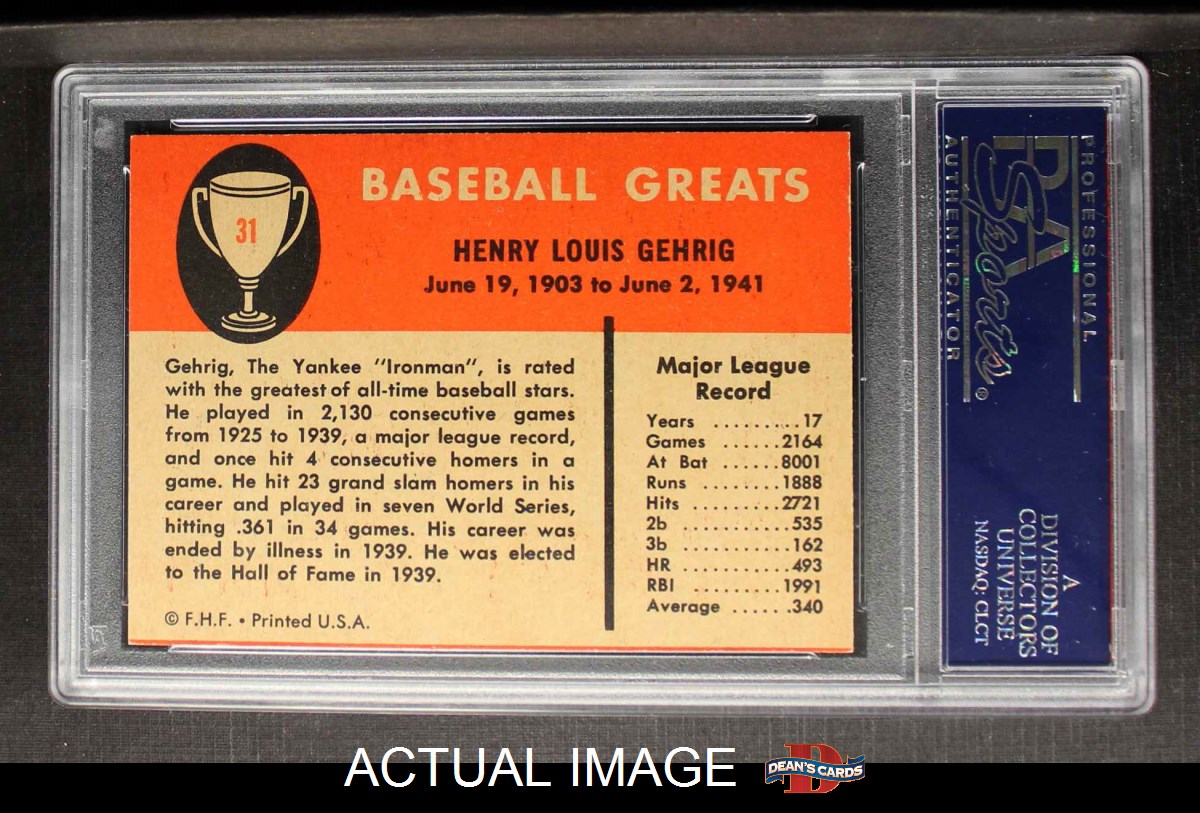 31
BASEBALL GREATS
HENRY LOUIS GEHRIG
June 19, 1903 to June 2, 1941
Gehrig, The Yankee "Ironman", is rated
with the greatest of all-time baseball stars.
He played in 2,130 consecutive games
from 1925 to 1939, a major league record,
and once hit 4 consecutive homers in a
game. He hit 23 grand slam homers in his
career and played in seven World Series,
hitting .361 in 34 games. His career was
ended by illness in 1939. He was elected
to the Hall of Fame in 1939.
© F.H.F. • Printed U.S.A.
Major League
Record
Years .........17
Games ......2164
At Bat ......8001
Runs ........1888
Hits .........2721
2b ............535
3b ............162
HR ............493
RBI ..........1991
Average ......340
PROFESSIONAL
PSA
Sports®
AUTHENTICATOR
A
DIVISION OF
COLLECTORS
UNIVERSE
NASDAQ: CLCT
ACTUAL IMAGE
D
DEAN'S CARDS